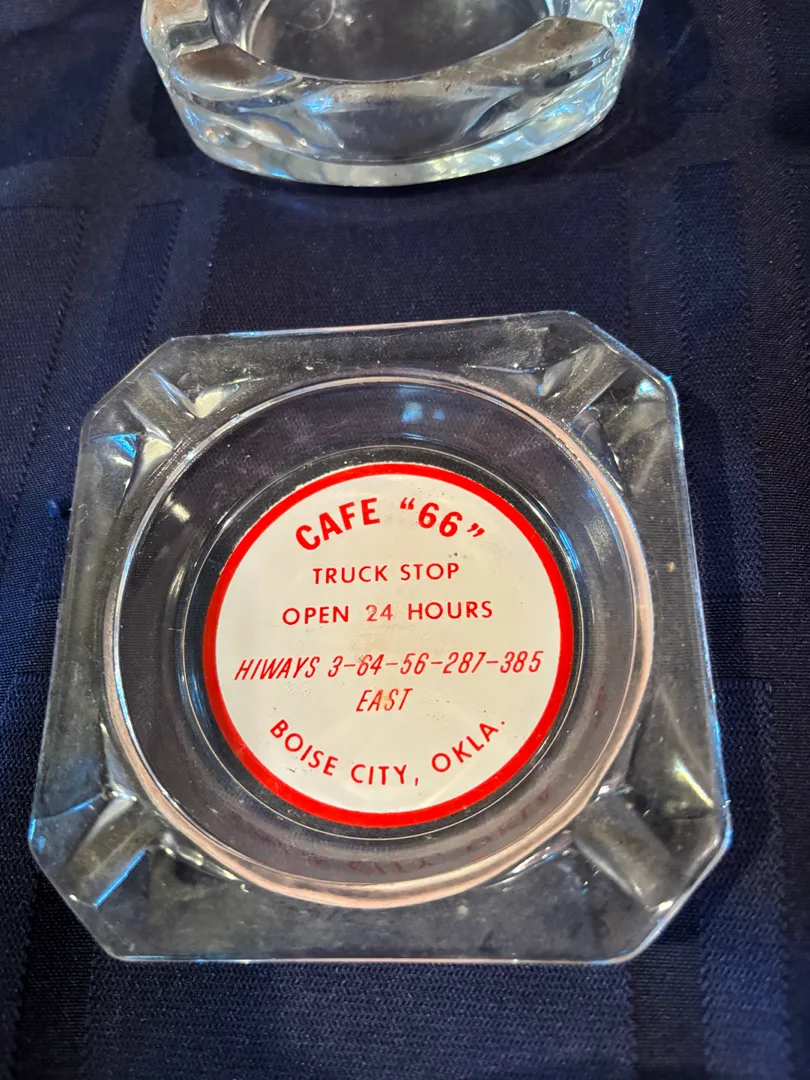 CAFE "66"
TRUCK STOP
OPEN 24 HOURS
HIWAYS 3-64-56-287-385
EAST
BOISE CITY, OKLA.